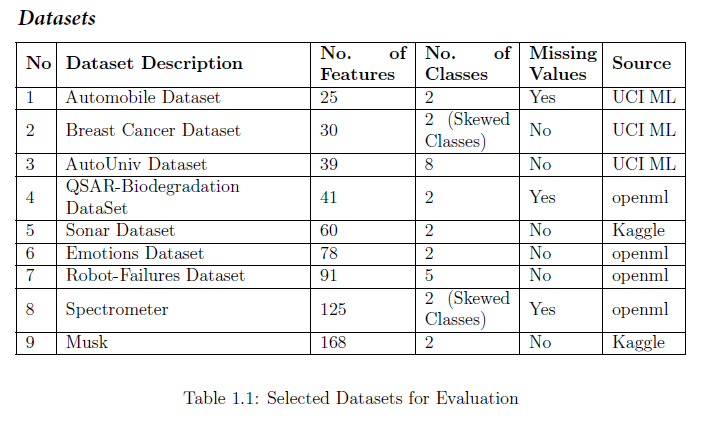 Datasets
No Dataset Description No. of Features No. of Classes Missing Values Source
1 Automobile Dataset 25 2 Yes UCI ML
2 Breast Cancer Dataset 30 2 (Skewed Classes) No UCI ML
3 AutoUniv Dataset 39 8 No UCI ML
4 QSAR-Biodegradation DataSet 41 2 Yes openml
5 Sonar Dataset 60 2 No Kaggle
6 Emotions Dataset 78 2 No openml
7 Robot-Failures Dataset 91 5 No openml
8 Spectrometer 125 2 (Skewed Classes) Yes openml
9 Musk 168 2 No Kaggle
Table 1.1: Selected Datasets for Evaluation